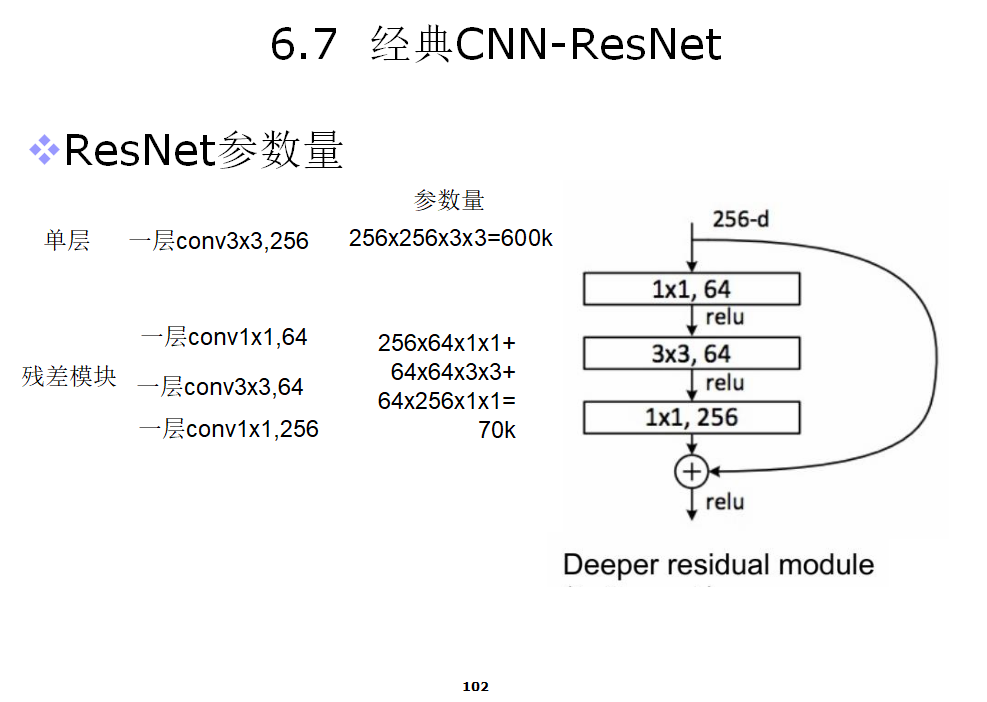 6.7 经典CNN-ResNet
ResNet参数量
参数量
单层 一层conv3x3,256 256x256x3x3=600k
残差模块
一层conv1x1,64
一层conv3x3,64
一层conv1x1,256
256x64x1x1+
64x64x3x3+
64x256x1x1=
70k
256-d
1x1, 64
relu
3x3, 64
relu
1x1, 256
+
relu
Deeper residual module
102